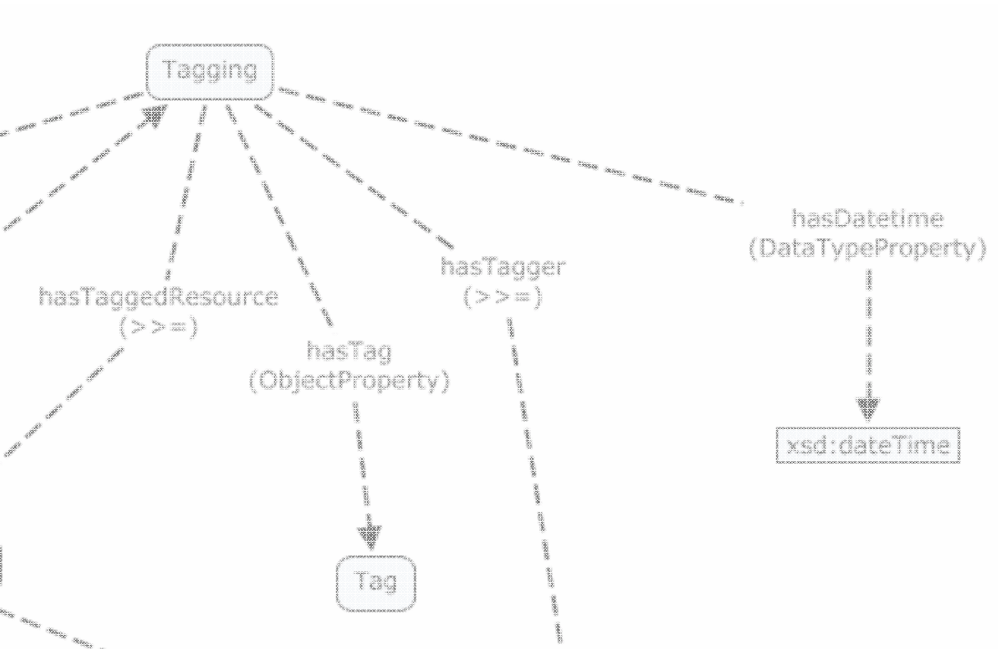 Tagging
hasDatetime
(DataTypeProperty)
hasTagger
(>>=)
hasTaggedResource
(>>=)
hasTag
(ObjectProperty)
xsd:dateTime
Tag